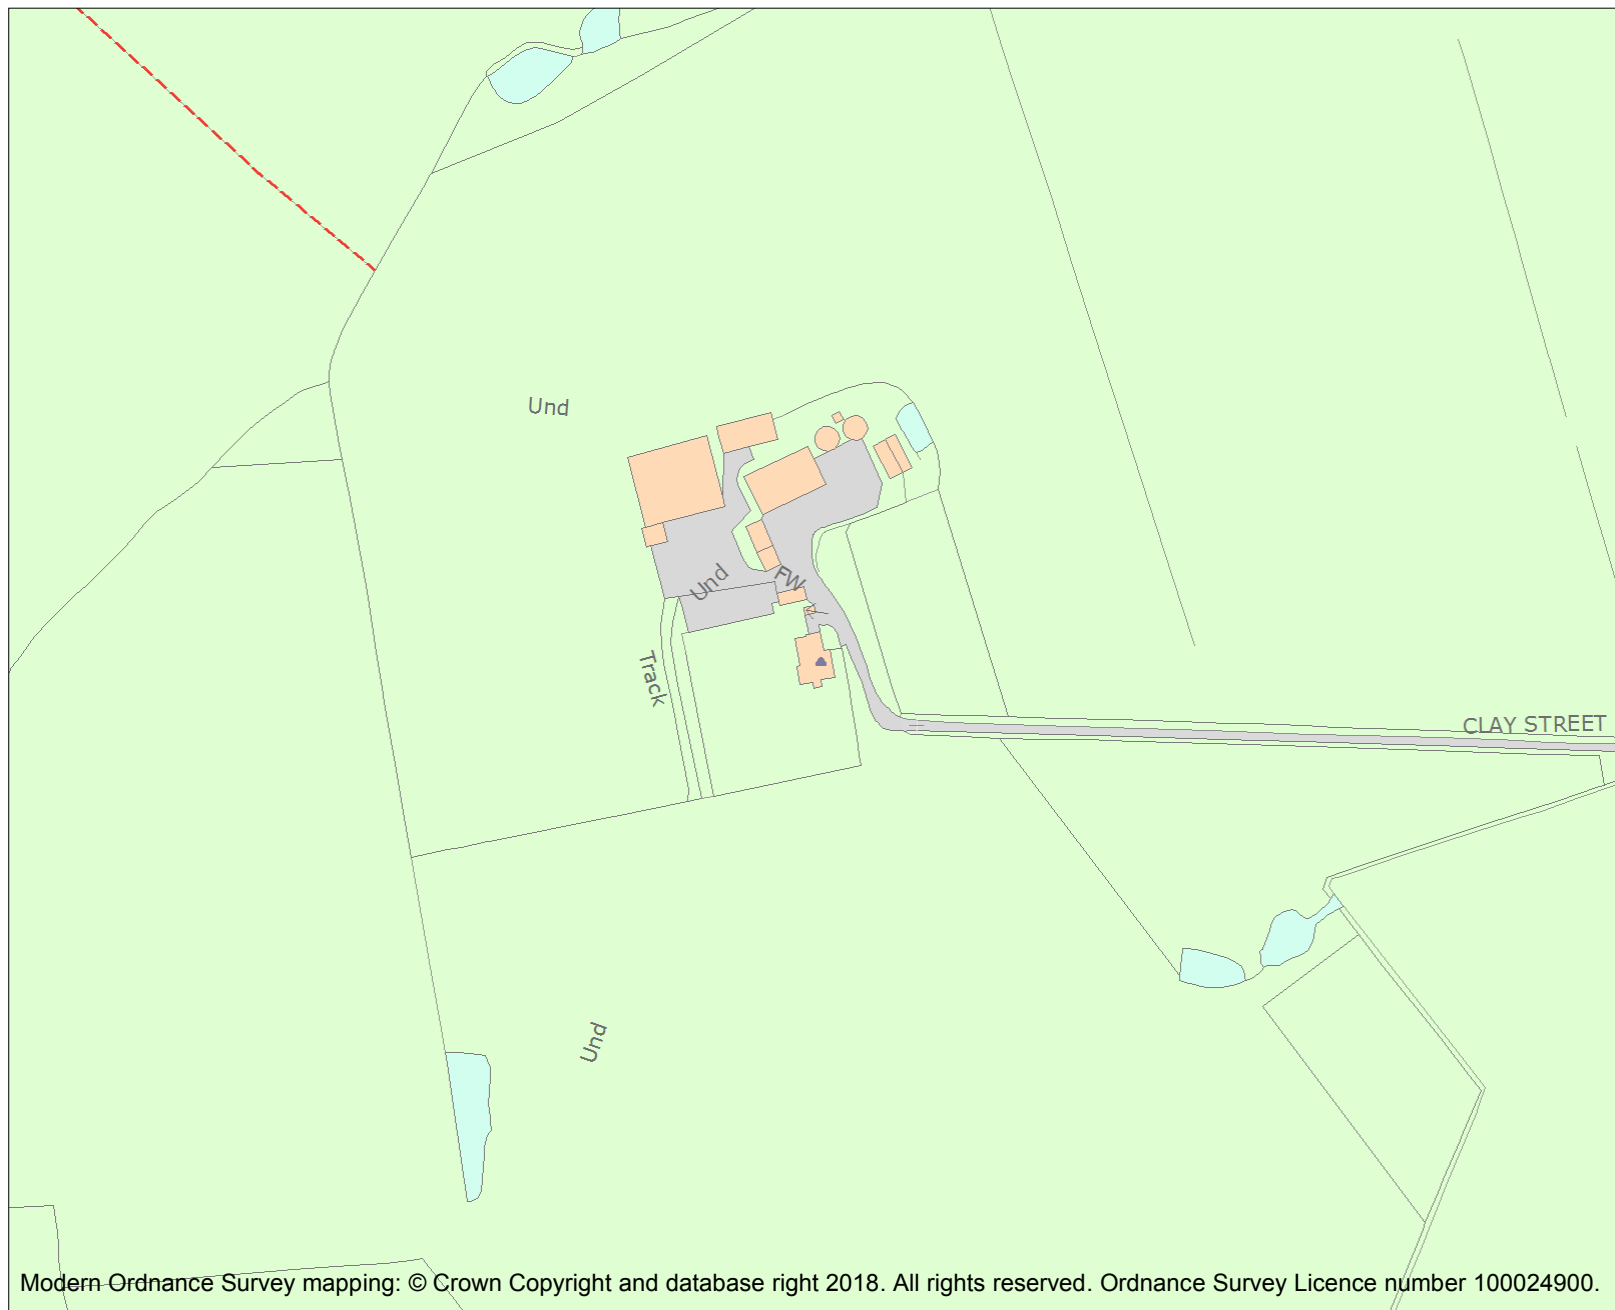 Und
Und
FW
Track
CLAY STREET
Und
Modern Ordnance Survey mapping: © Crown Copyright and database right 2018. All rights reserved. Ordnance Survey Licence number 100024900.